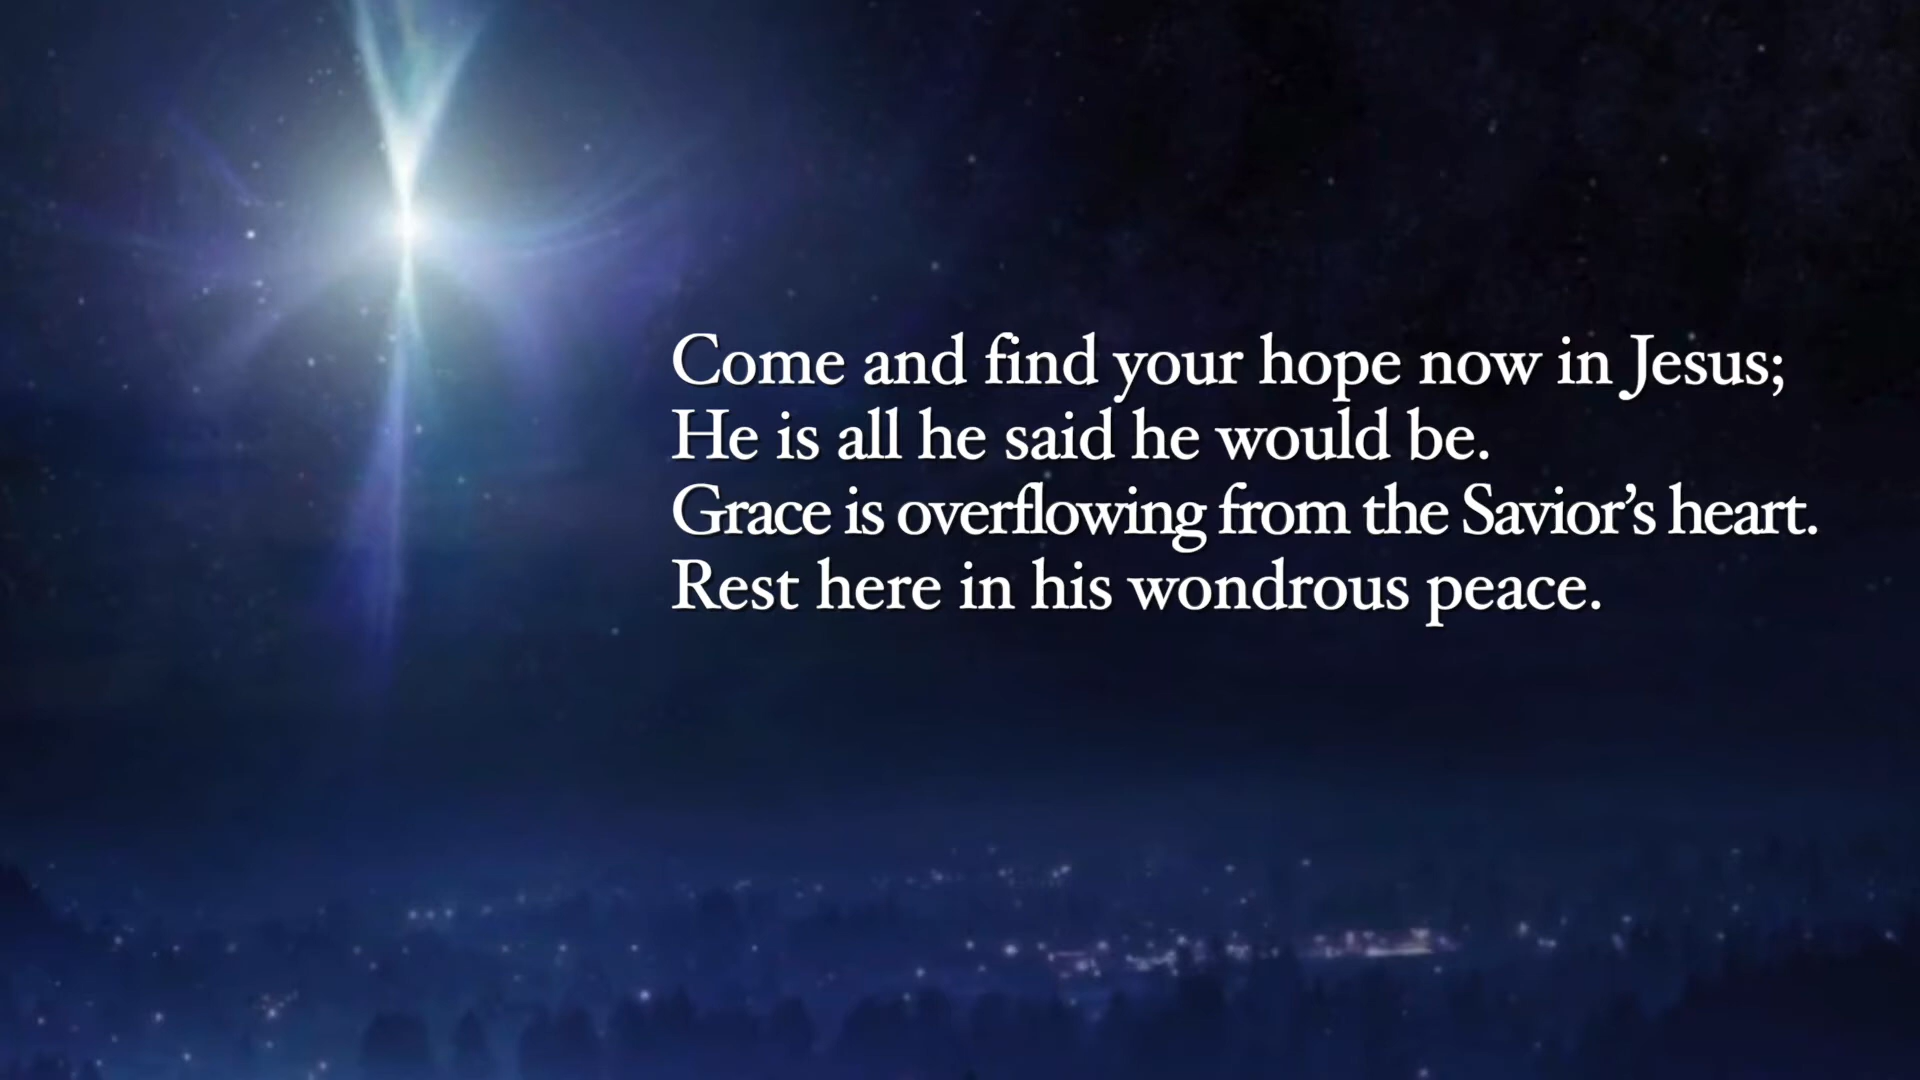 Come and find your hope now in Jesus;
He is all he said he would be.
Grace is overflowing from the Savior’s heart.
Rest here in his wondrous peace.